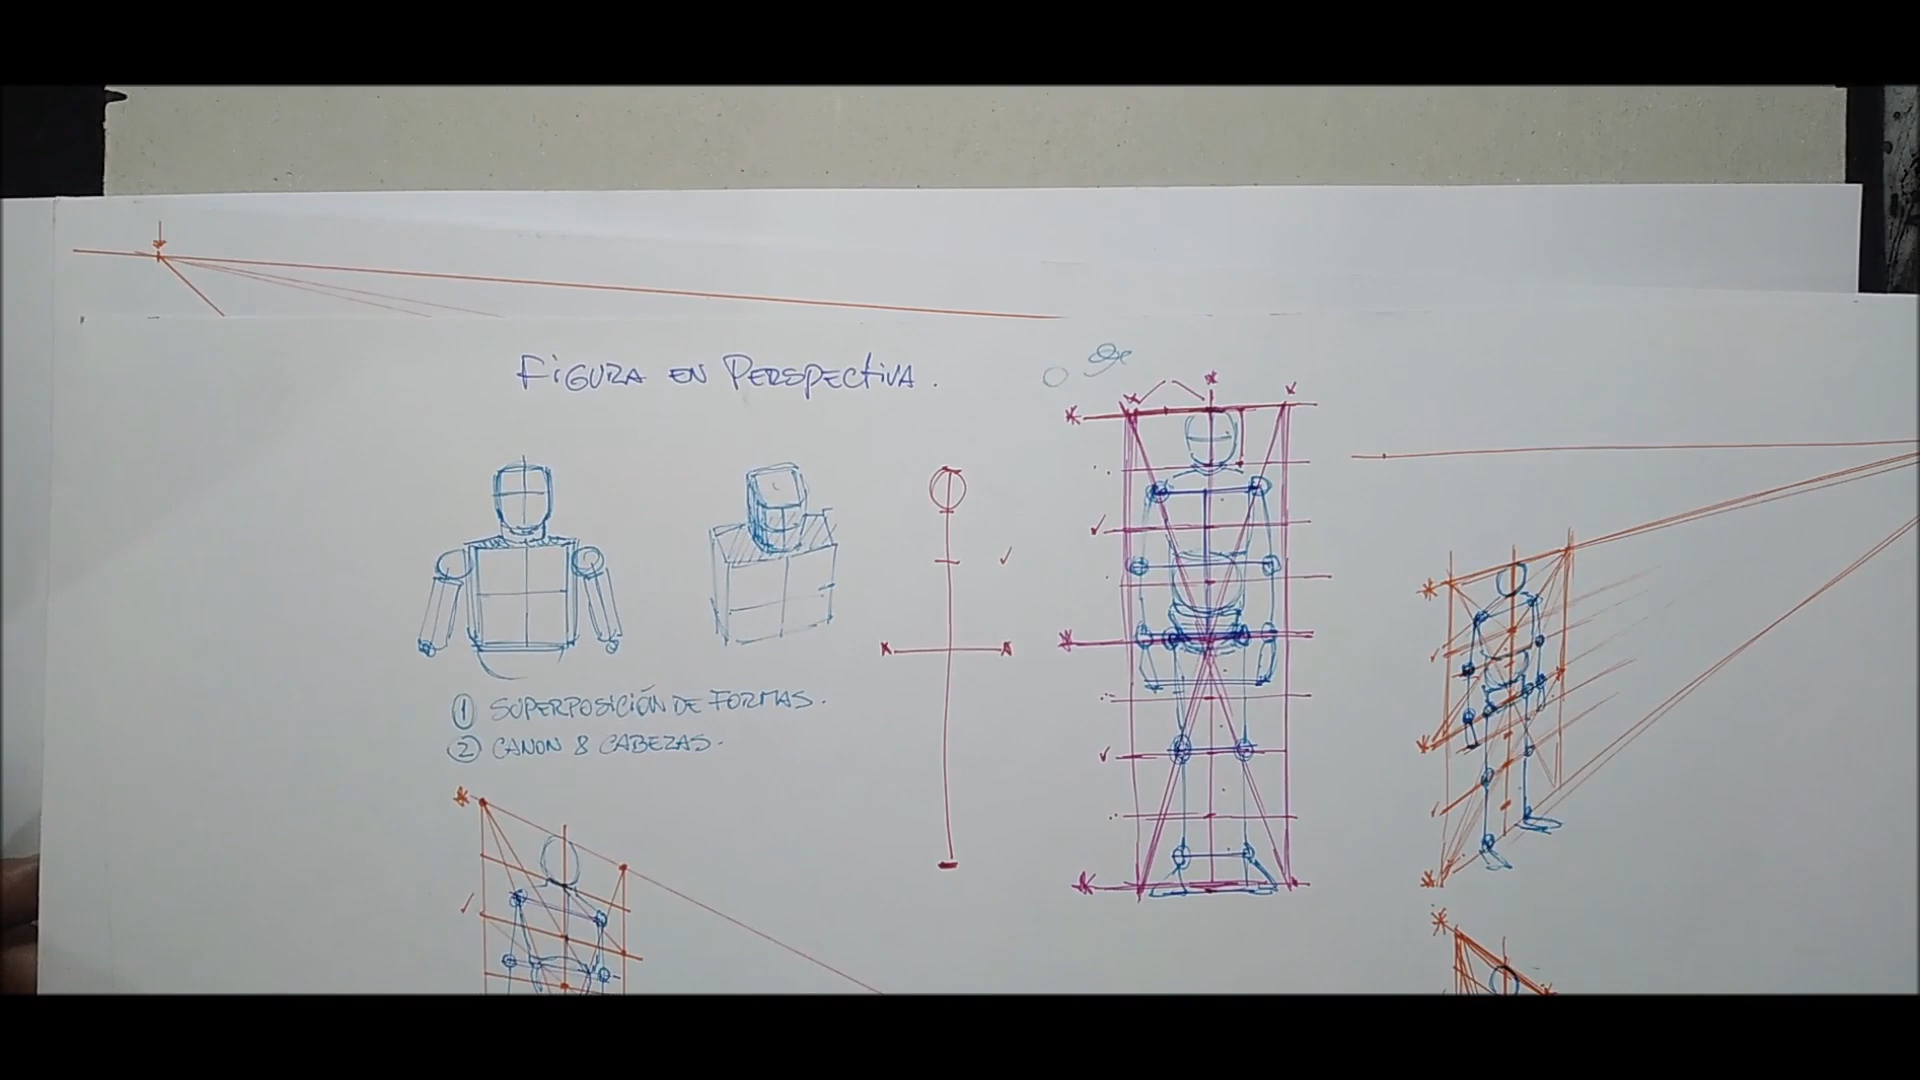 FiGURA EN PERSPECtiVA.
① SUPERPOSiCiÓN DE FORMAS.
② CANON 8 CABEZAS.